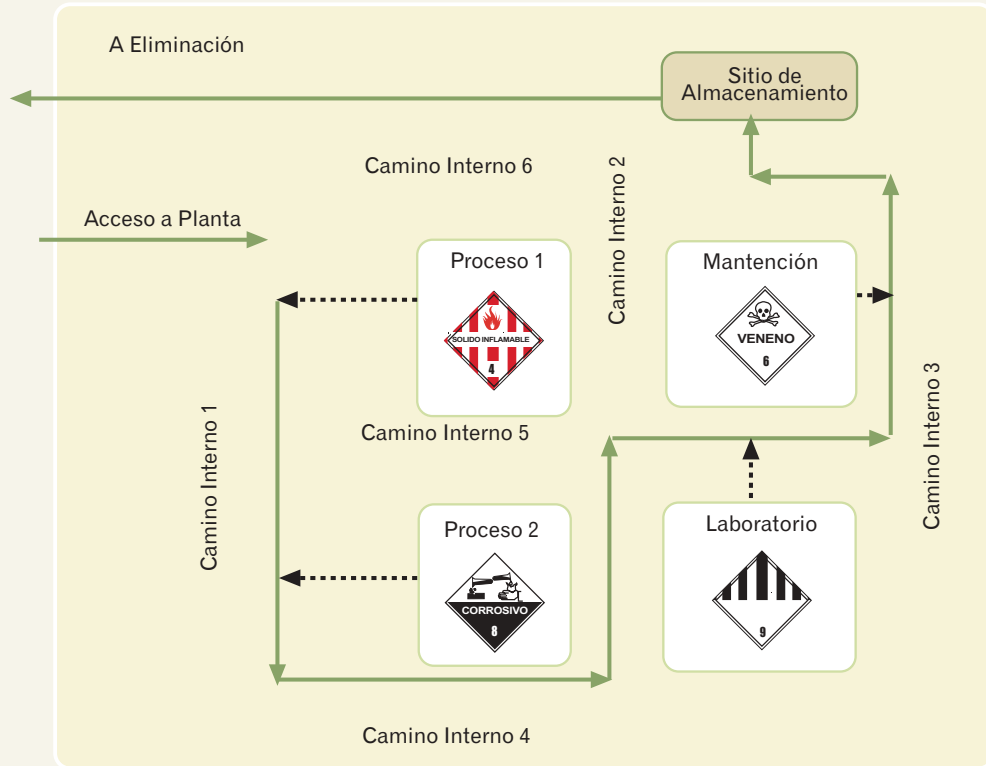 A Eliminación
Sitio de
Almacenamiento
Camino Interno 6
Camino Interno 2
Acceso a Planta
Proceso 1
SOLIDO INFLAMABLE
4
Mantención
VENENO
6
Camino Interno 1
Camino Interno 5
Camino Interno 3
Proceso 2
CORROSIVO
8
Laboratorio
9
Camino Interno 4